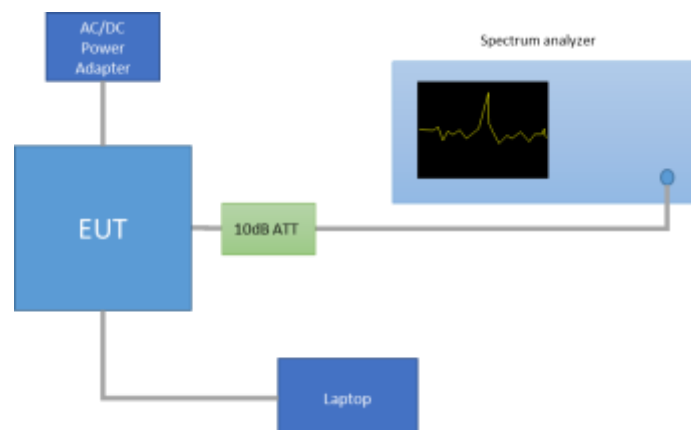 AC/DC
Power
Adapter
Spectrum analyzer
EUT
10dB ATT
Laptop